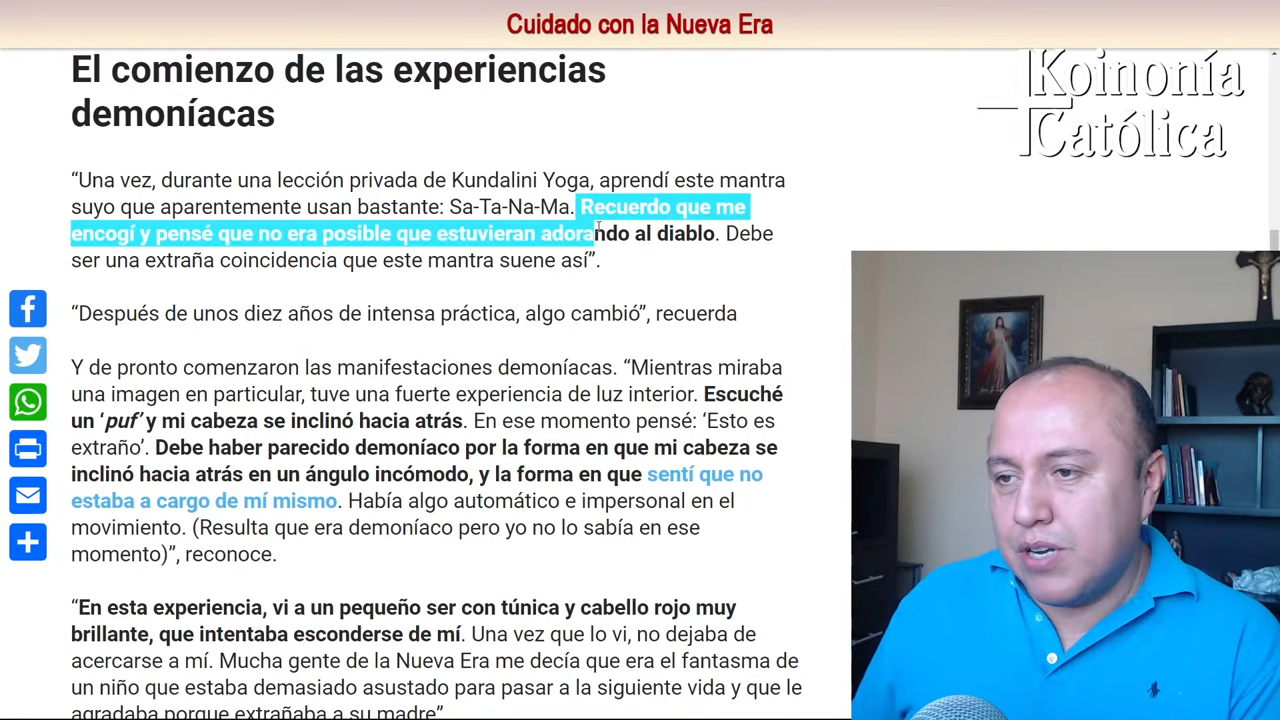 Cuidado con la Nueva Era
Koinonía
Católica
El comienzo de las experiencias
demoníacas
“Una vez, durante una lección privada de Kundalini Yoga, aprendí este mantra
suyo que aparentemente usan bastante: Sa-Ta-Na-Ma. Recuerdo que me
encogí y pensé que no era posible que estuvieran adorando al diablo. Debe
ser una extraña coincidencia que este mantra suene así”.
“Después de unos diez años de intensa práctica, algo cambió”, recuerda
Y de pronto comenzaron las manifestaciones demoníacas. “Mientras miraba
una imagen en particular, tuve una fuerte experiencia de luz interior. Escuché
un ‘puf’ y mi cabeza se inclinó hacia atrás. En ese momento pensé: ‘Esto es
extraño’. Debe haber parecido demoníaco por la forma en que mi cabeza se
inclinó hacia atrás en un ángulo incómodo, y la forma en que sentí que no
estaba a cargo de mí mismo. Había algo automático e impersonal en el
movimiento. (Resulta que era demoníaco pero yo no lo sabía en ese
momento)”, reconoce.
“En esta experiencia, vi a un pequeño ser con túnica y cabello rojo muy
brillante, que intentaba esconderse de mí. Una vez que lo vi, no dejaba de
acercarse a mí. Mucha gente de la Nueva Era me decía que era el fantasma de
un niño que estaba demasiado asustado para pasar a la siguiente vida y que le
agradaba porque extrañaba a su madre”